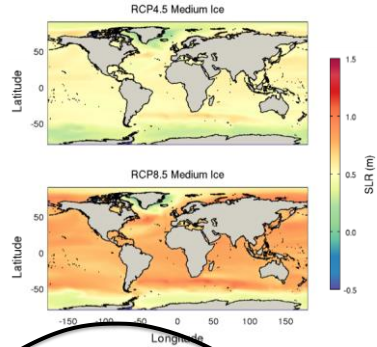 RCP4.5 Medium Ice
50
0
-50
Latitude
RCP8.5 Medium Ice
50
0
-50
Latitude
-150 -100 -50 0 50 100 150
Longitude
1.5
1.0
0.5
0.0
-0.5
SLR (m)